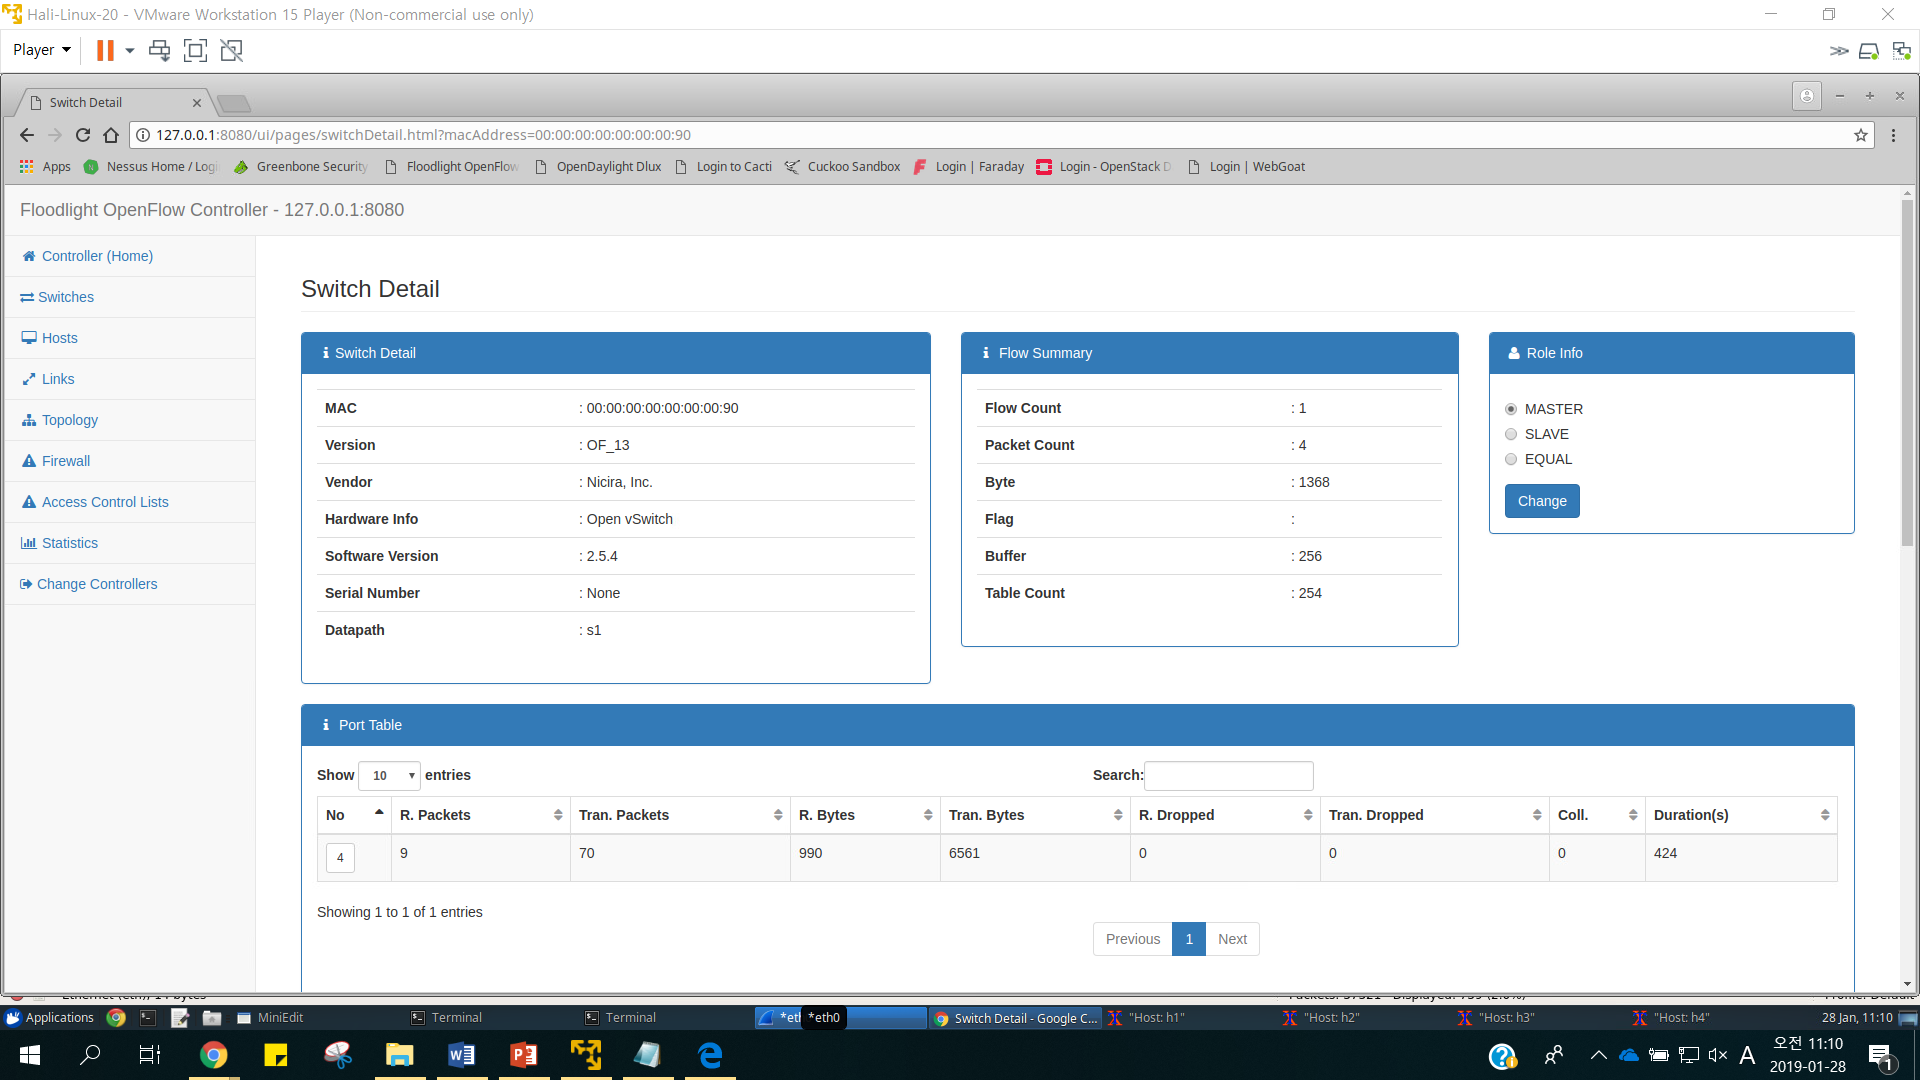 Hali-Linux-20 - VMware Workstation 15 Player (Non-commercial use only)
Player
Switch Detail
127.0.0.1:8080/ui/pages/switchDetail.html?macAddress=00:00:00:00:00:00:00:90
Apps Nessus Home / Logi Greenbone Security Floodlight OpenFlow OpenDaylight Dlux Login to Cacti Cuckoo Sandbox Login | Faraday Login - OpenStack D Login | WebGoat
Floodlight OpenFlow Controller - 127.0.0.1:8080
Controller (Home)
Switches
Hosts
Links
Topology
Firewall
Access Control Lists
Statistics
Change Controllers
Switch Detail
Switch Detail
MAC : 00:00:00:00:00:00:00:90
Version : OF_13
Vendor : Nicira, Inc.
Hardware Info : Open vSwitch
Software Version : 2.5.4
Serial Number : None
Datapath : s1
Flow Summary
Flow Count : 1
Packet Count : 4
Byte : 1368
Flag :
Buffer : 256
Table Count : 254
Role Info
MASTER
SLAVE
EQUAL
Change
Port Table
Show 10 entries Search:
No R. Packets Tran. Packets R. Bytes Tran. Bytes R. Dropped Tran. Dropped Coll. Duration(s)
4 9 70 990 6561 0 0 0 424
Showing 1 to 1 of 1 entries
Previous 1 Next
Applications MiniEdit Terminal Terminal *eth *eth0 Switch Detail - Google C... "Host: h1" "Host: h2" "Host: h3" "Host: h4" 28 Jan, 11:10
A 오전 11:10
2019-01-28
1